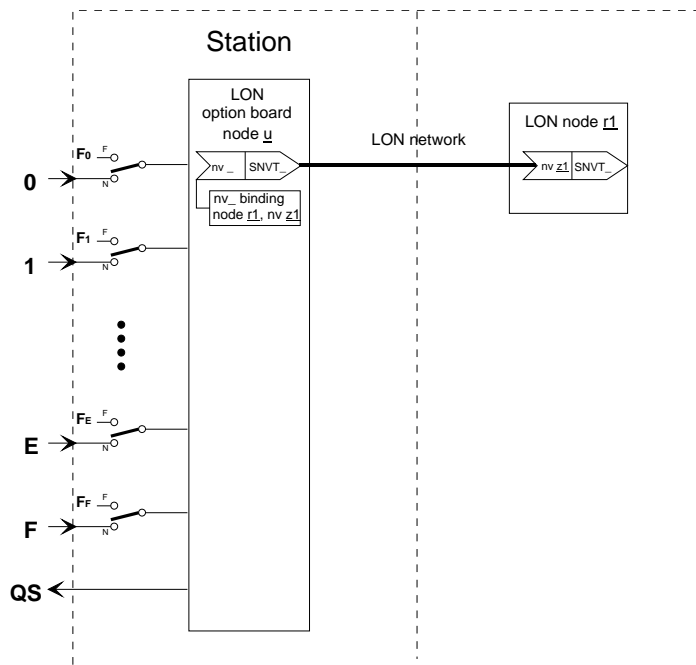 Station
LON
option board
node u
LON network
LON node r1
nv _ SNVT_
nv z1 SNVT_
nv_ binding
node r1, nv z1
F0 F
N
0
F1 F
N
1
FE F
N
E
FF F
N
F
QS